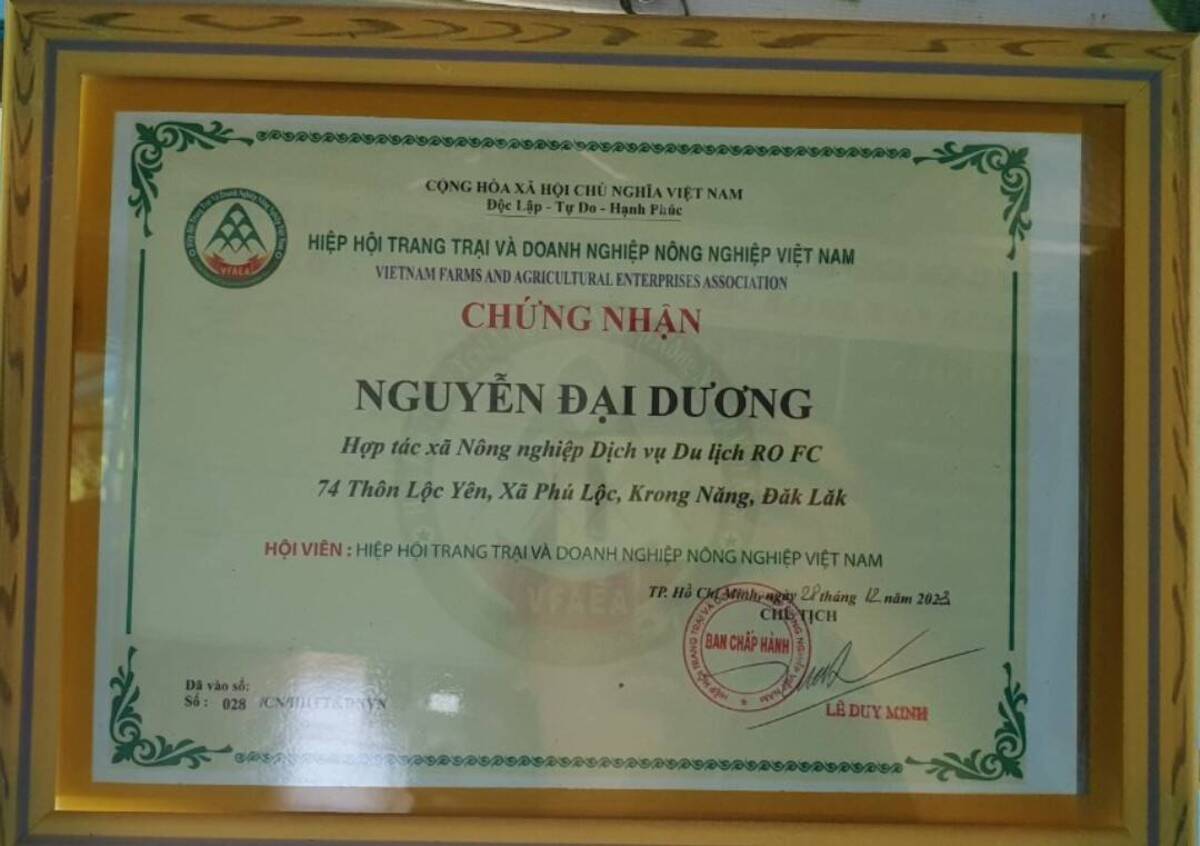 CỘNG HÒA XÃ HỘI CHỦ NGHĨA VIỆT NAM
Độc Lập - Tự Do - Hạnh Phúc
HIỆP HỘI TRANG TRẠI VÀ DOANH NGHIỆP NÔNG NGHIỆP VIỆT NAM
VIETNAM FARMS AND AGRICULTURAL ENTERPRISES ASSOCIATION
VFAEA
CHỨNG NHẬN
NGUYỄN ĐẠI DƯƠNG
Hợp tác xã Nông nghiệp Dịch vụ Du lịch RO FC
74 Thôn Lộc Yên, Xã Phú Lộc, Krong Năng, Đăk Lăk
HỘI VIÊN : HIỆP HỘI TRANG TRẠI VÀ DOANH NGHIỆP NÔNG NGHIỆP VIỆT NAM
VFAEA
TP. Hồ Chí Minh, ngày 28 tháng 12 năm 2023
CHỦ TỊCH
BAN CHẤP HÀNH
LÊ DUY MINH
Đã vào sổ:
Số : 028